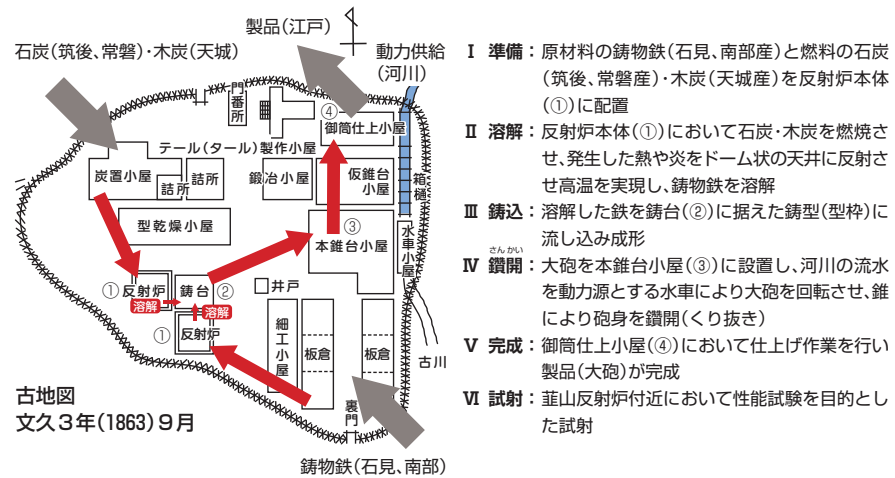 製品(江戸)
石炭(筑後、常磐)・木炭(天城)
動力供給
(河川)
門番所
④
御筒仕上小屋
テール(タール)製作小屋
炭置小屋
詰所
詰所
鍛冶小屋
仮錐台
小屋
箱樋
型乾燥小屋
③
本錐台小屋
水車小屋
①反射炉
鋳台
②
井戸
溶解
溶解
①
反射炉
細工小屋
板倉
板倉
古川
裏門
古地図
文久3年(1863)9月
鋳物鉄(石見、南部)
Ⅰ 準備：原材料の鋳物鉄(石見、南部産)と燃料の石炭
(筑後、常磐産)・木炭(天城産)を反射炉本体
(①)に配置
Ⅱ 溶解：反射炉本体(①)において石炭・木炭を燃焼さ
せ、発生した熱や炎をドーム状の天井に反射さ
せ高温を実現し、鋳物鉄を溶解
Ⅲ 鋳込：溶解した鉄を鋳台(②)に据えた鋳型(型枠)に
流し込み成形
さんかい
Ⅳ 鑽開：大砲を本錐台小屋(③)に設置し、河川の流水
を動力源とする水車により大砲を回転させ、錐
により砲身を鑽開(くり抜き)
Ⅴ 完成：御筒仕上小屋(④)において仕上げ作業を行い
製品(大砲)が完成
Ⅵ 試射：韮山反射炉付近において性能試験を目的とし
た試射